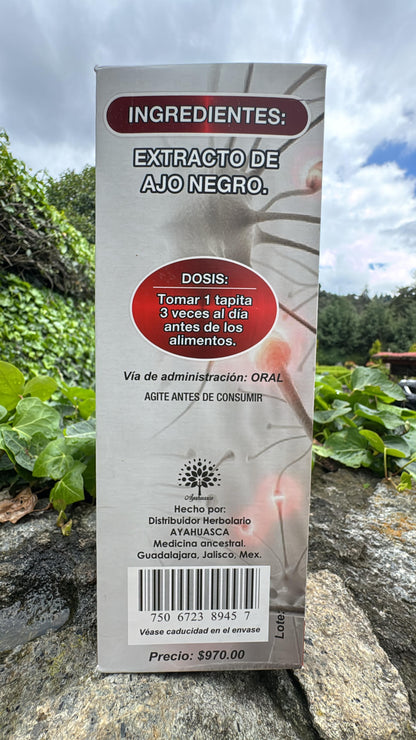 INGREDIENTES:
EXTRACTO DE
AJO NEGRO.
DOSIS:
Tomar 1 tapita
3 veces al día
antes de los
alimentos.
Vía de administración: ORAL
AGITE ANTES DE CONSUMIR
Hecho por:
Distribuidor Herbolario
AYAHUASCA
Medicina ancestral.
Guadalajara, Jalisco, Mex.
750 6723 8945 7
Véase caducidad en el envase
Lote:
Precio: $970.00